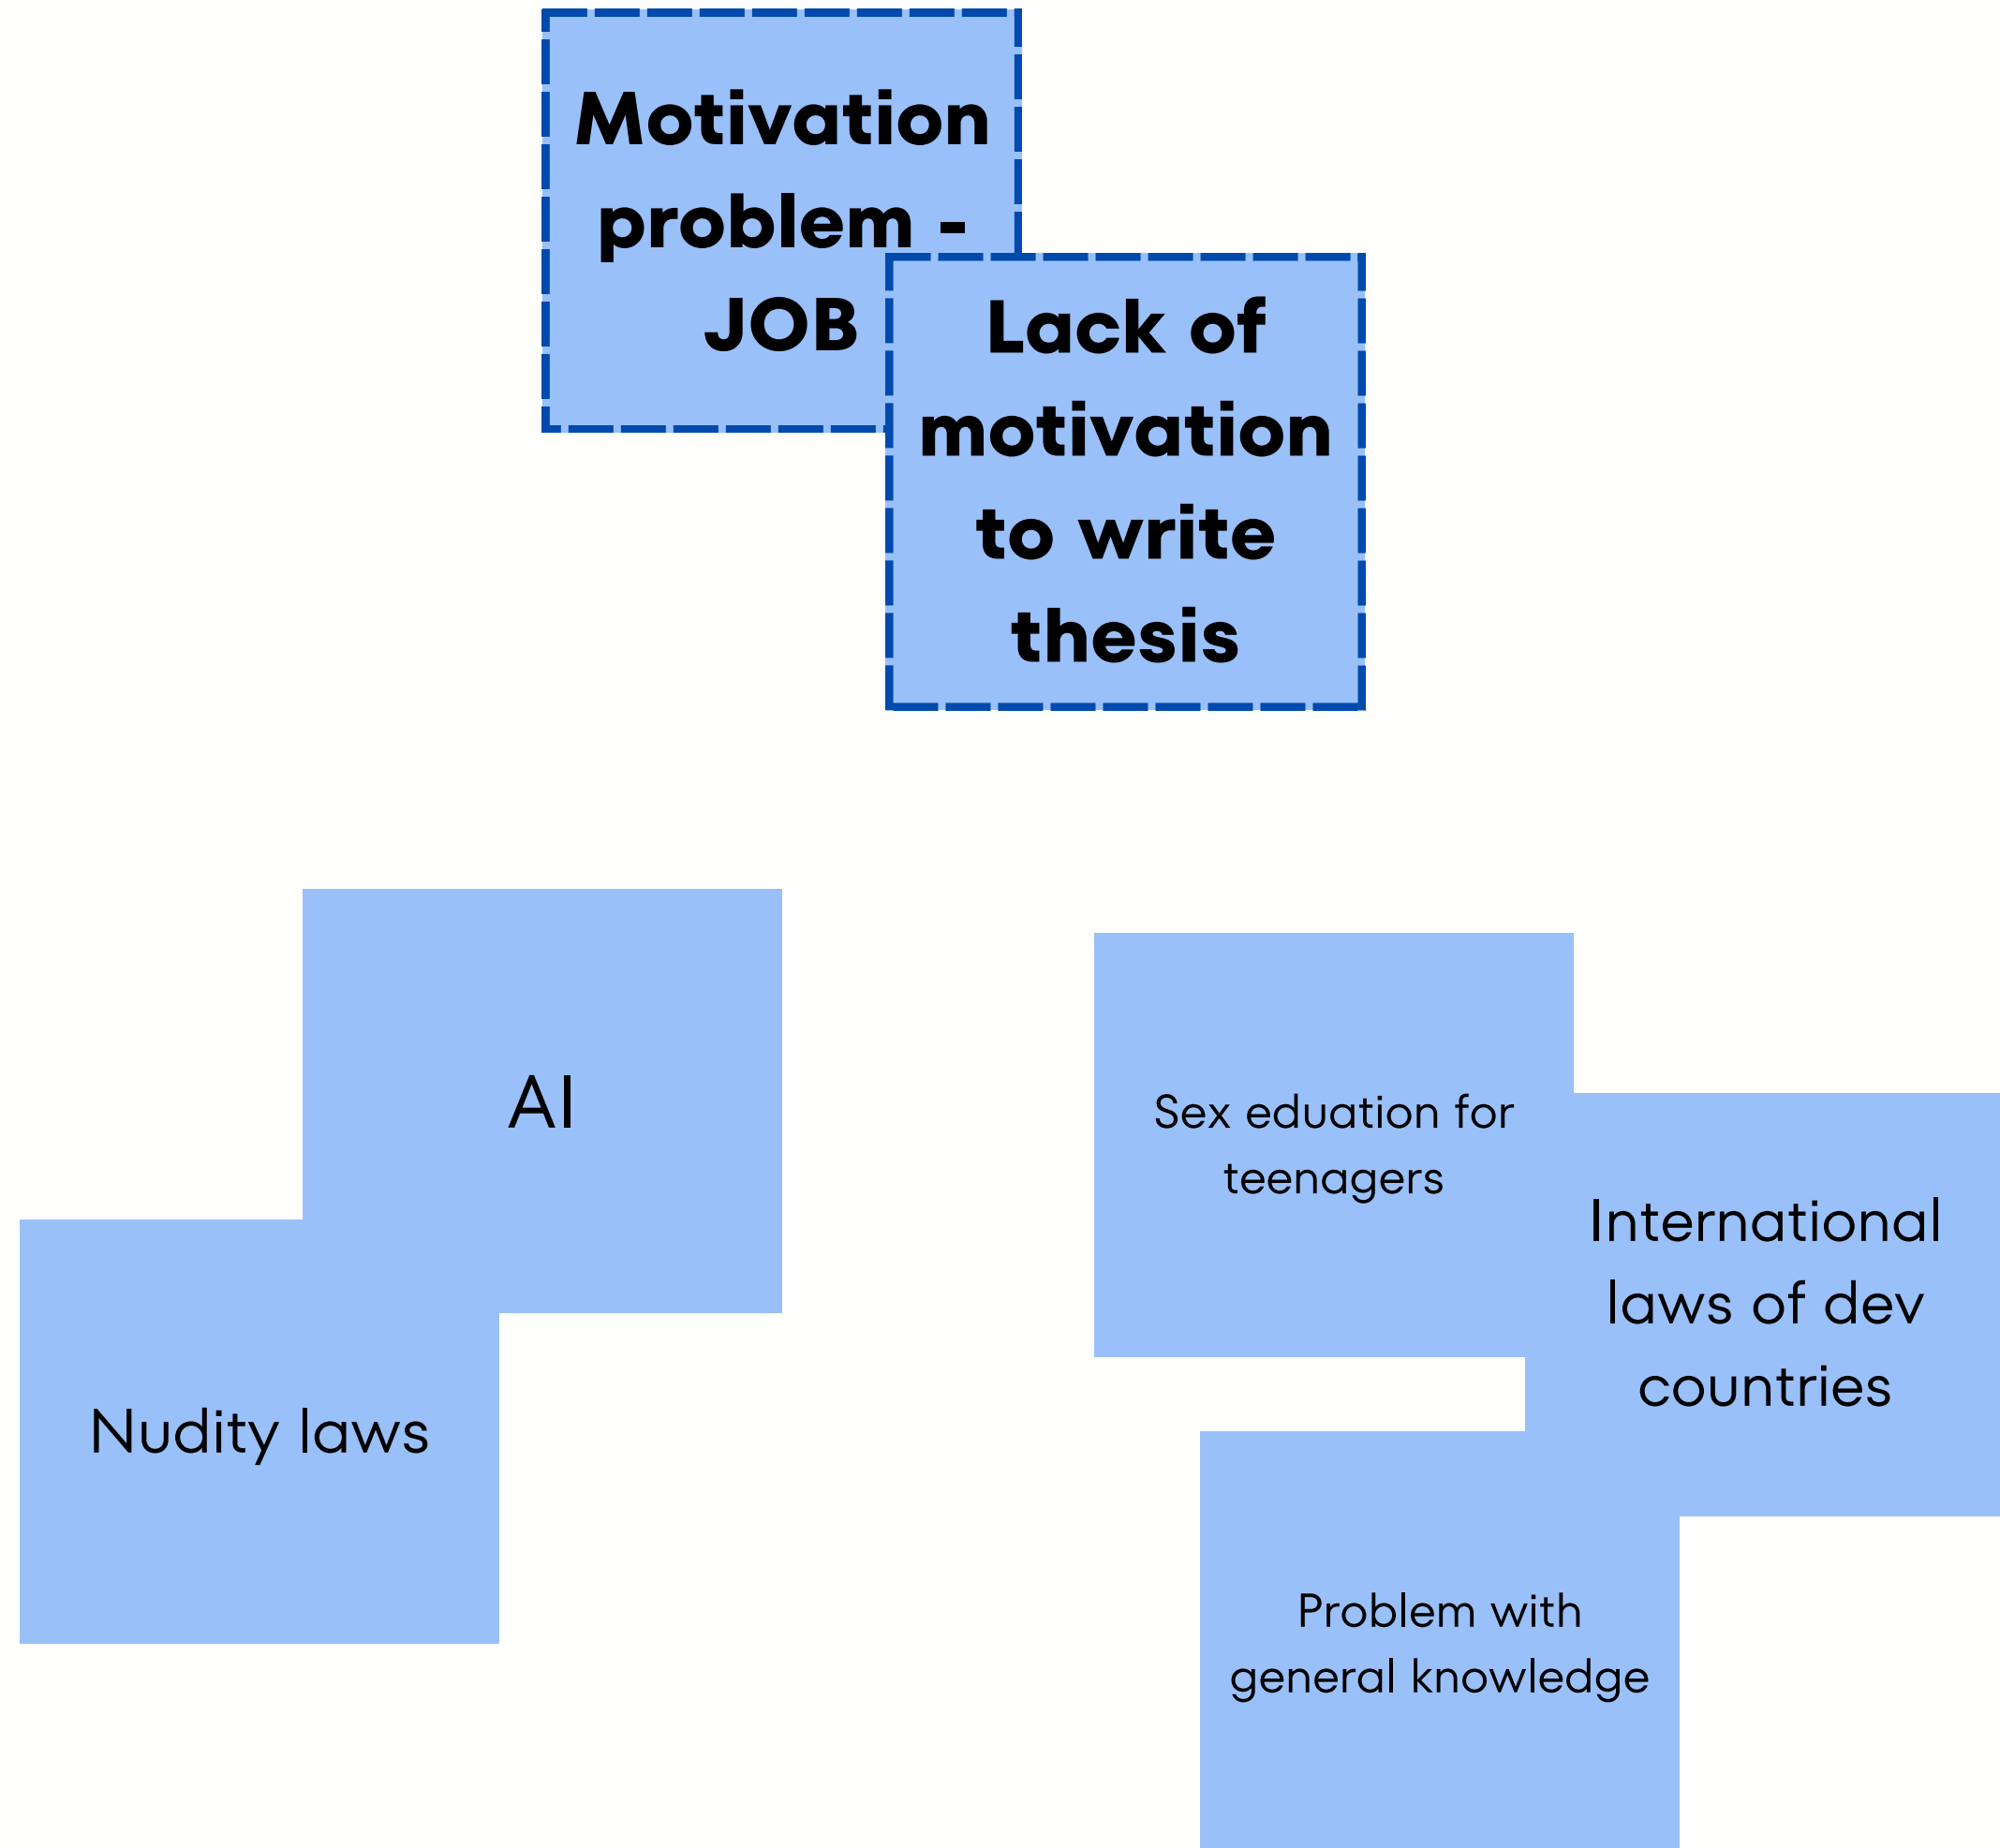 Motivation
problem -
JOB
Lack of
motivation
to write
thesis
AI
Nudity laws
Sex eduation for
teenagers
International
laws of dev
countries
Problem with
general knowledge